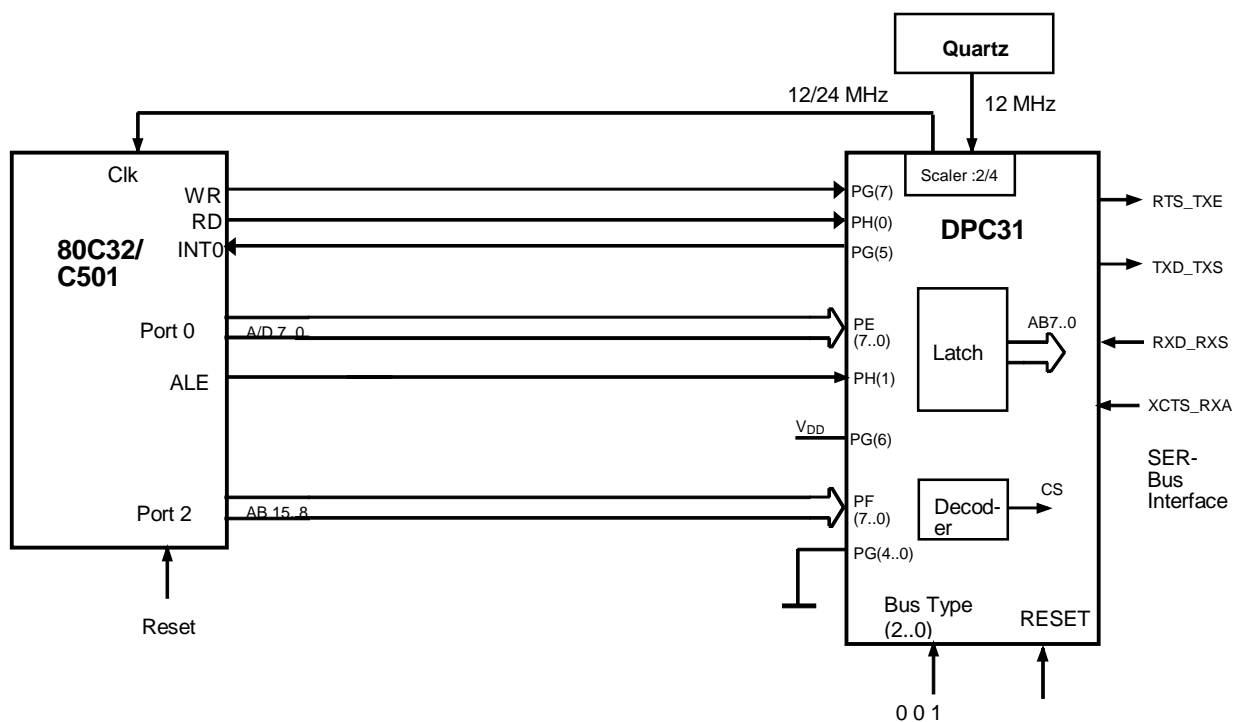 Quartz
12/24 MHz
12 MHz
Clk
Scaler :2/4
WR
PG(7)
RTS_TXE
RD
PH(0)
DPC31
80C32/
C501
INT0
PG(5)
TXD_TXS
Port 0
A/D 7..0
PE
(7..0)
Latch
AB7..0
RXD_RXS
ALE
PH(1)
XCTS_RXA
VDD
PG(6)
SER-
Bus
Interface
Port 2
AB 15..8
PF
(7..0)
Decod-
er
CS
PG(4..0)
Reset
Bus Type
(2..0)
RESET
0 0 1